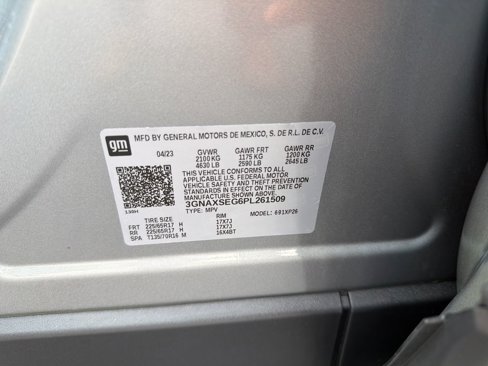 gm
MFD BY GENERAL MOTORS DE MEXICO, S. DE R.L. DE C.V.
04/23 GVWR GAWR FRT GAWR RR
2100 KG 1175 KG 1200 KG
4630 LB 2590 LB 2645 LB
THIS VEHICLE CONFORMS TO ALL
APPLICABLE U.S. FEDERAL MOTOR
VEHICLE SAFETY AND THEFT PREVENTION
STANDARDS IN EFFECT ON THE DATE OF
MANUFACTURE SHOWN ABOVE.
3GNAXSEG6PL261509
TYPE: MPV MODEL: 691XP26
TIRE SIZE RIM
FRT 225/65R17 H 17X7J
RR 225/65R17 H 17X7J
SPA T135/70R16 M 16X4BT